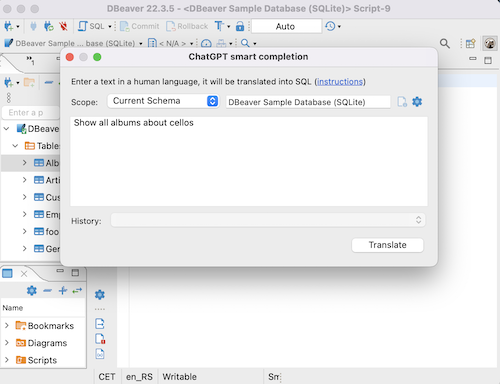 DBeaver 22.3.5 - <DBeaver Sample Database (SQLite)> Script-9
SQL Commit Rollback T Auto
DBeaver Sample ... base (SQLite) < N/A >
ChatGPT smart completion
Enter a text in a human language, it will be translated into SQL (instructions)
Scope: Current Schema DBeaver Sample Database (SQLite)
Show all albums about cellos
History:
Translate
Enter a p
DBeaver
Tables
Alb
Arti
Cus
Emp
foo
Ger
Name
Bookmarks
Diagrams
Scripts
CET en_RS Writable